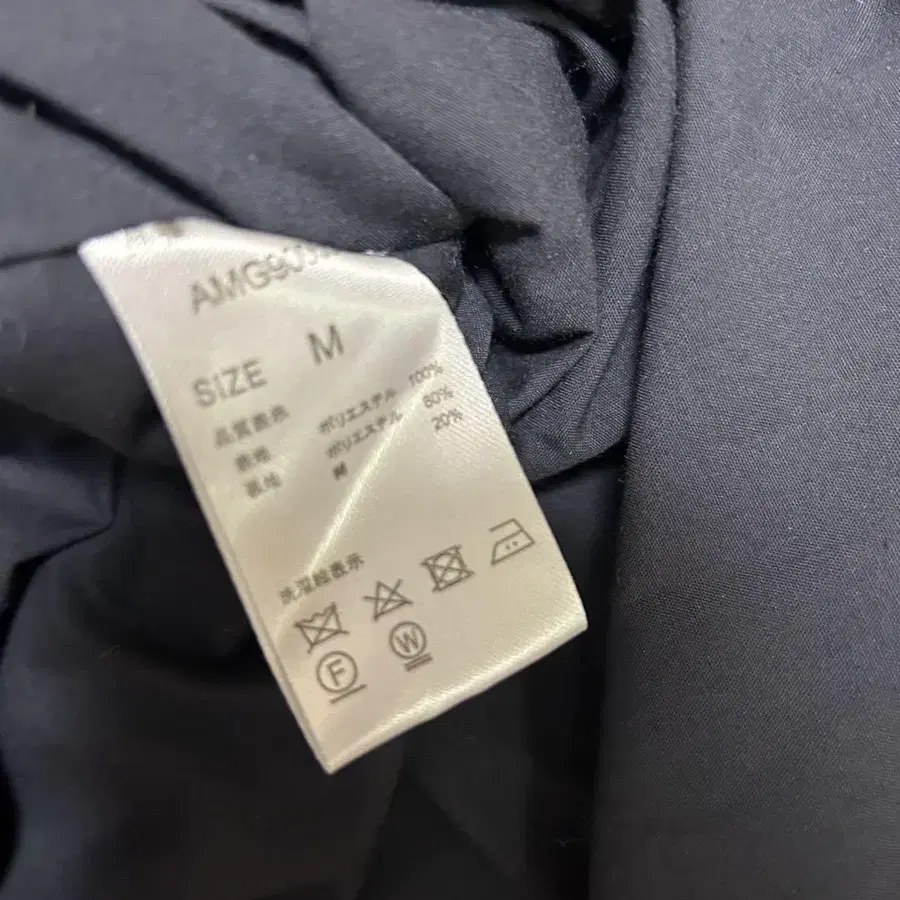 SIZE M
品質表示
表地 ポリエステル 100%
裏地 ポリエステル 80%
綿 20%
洗濯絵表示
F W